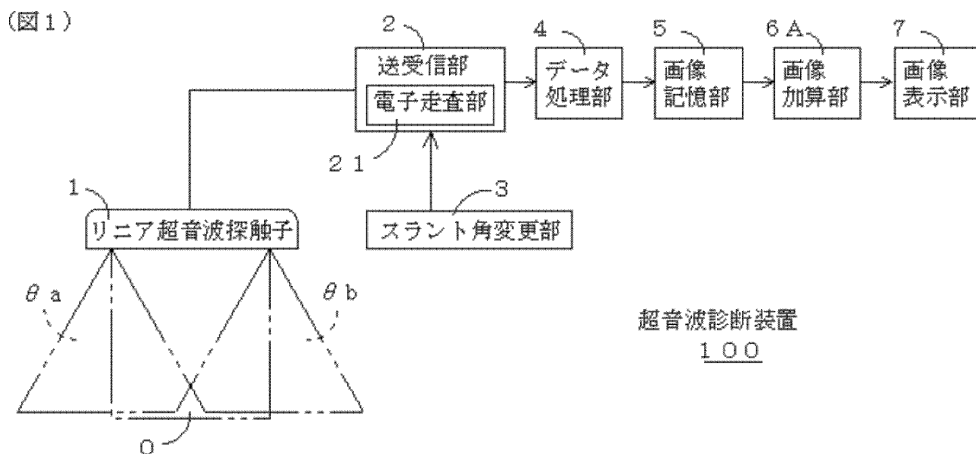 (図1)
2
送受信部
電子走査部
21
4
データ
処理部
5
画像
記憶部
6A
画像
加算部
7
画像
表示部
1
リニア超音波探触子
3
スラント角変更部
θa
θb
0
超音波診断装置
100